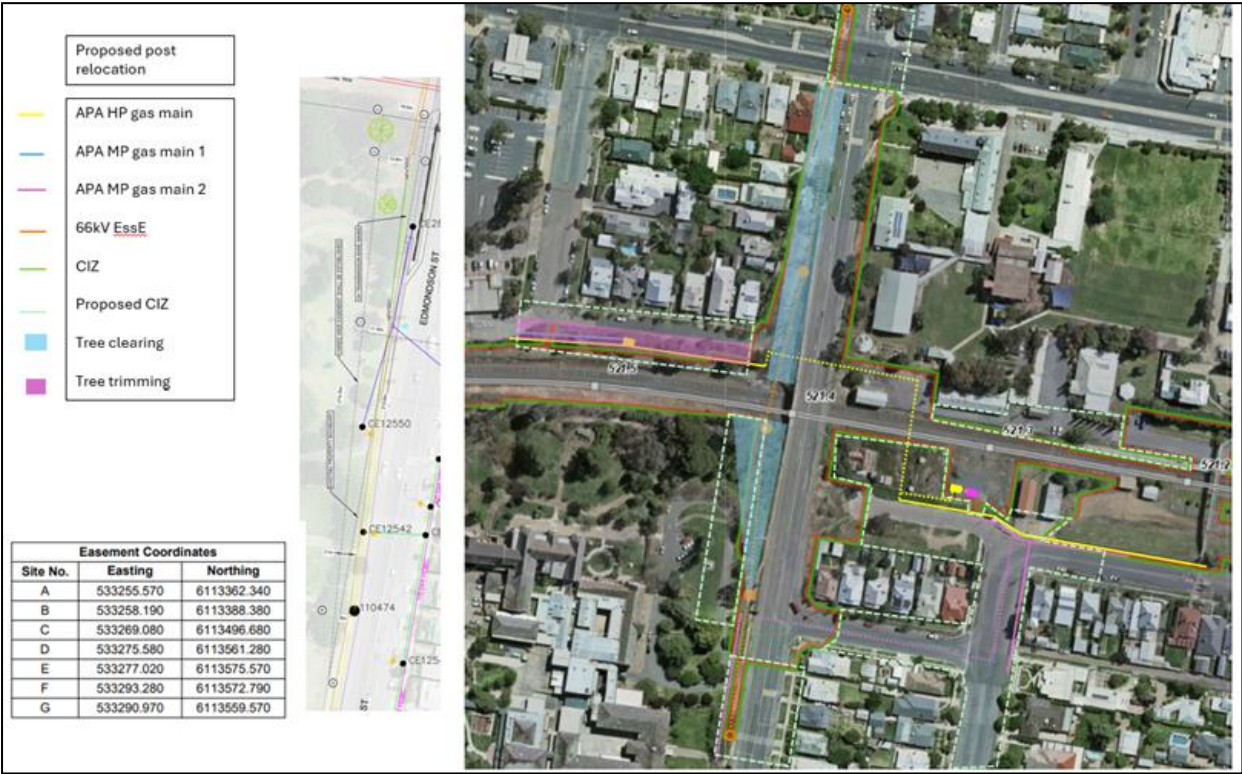 Proposed post
relocation
APA HP gas main
APA MP gas main 1
APA MP gas main 2
66kV EssE
CIZ
Proposed CIZ
Tree clearing
Tree trimming
EDMONDSON ST
CE12550
CE12542
110474
ST
Easement Coordinates
Site No. Easting Northing
A 533255.570 6113362.340
B 533258.190 6113388.380
C 533269.080 6113496.680
D 533275.580 6113561.280
E 533277.020 6113575.570
F 533293.280 6113572.790
G 533290.970 6113559.570
521.5
521.4
521.3
521.2